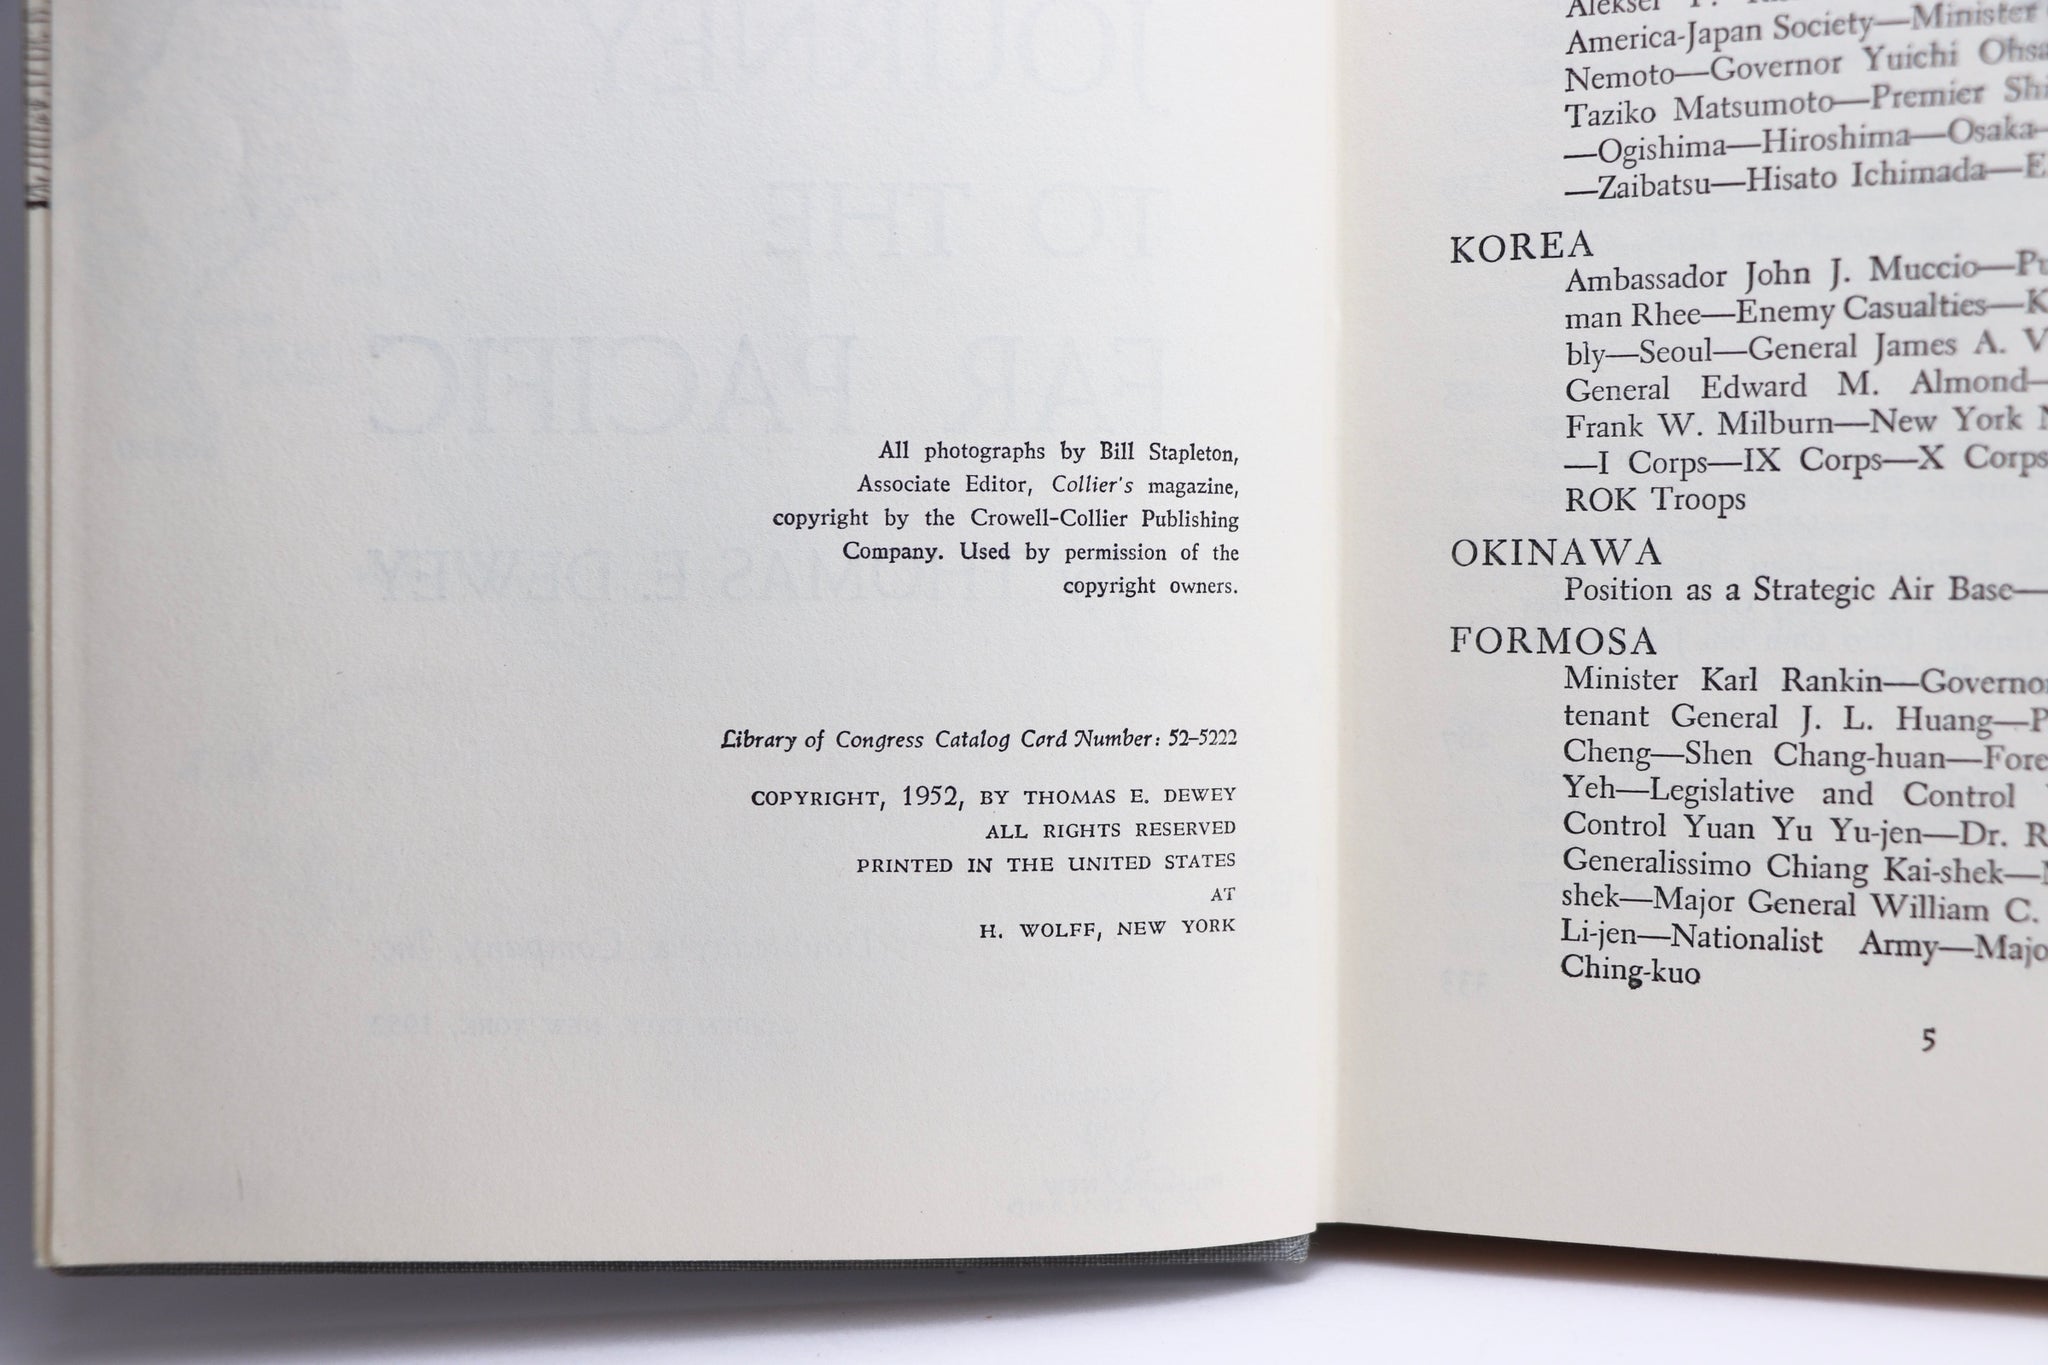 All photographs by Bill Stapleton,
Associate Editor, Collier's magazine,
copyright by the Crowell-Collier Publishing
Company. Used by permission of the
copyright owners.
Library of Congress Catalog Card Number: 52-5222
COPYRIGHT, 1952, BY THOMAS E. DEWEY
ALL RIGHTS RESERVED
PRINTED IN THE UNITED STATES
AT
H. WOLFF, NEW YORK
America-Japan Society—Minister
Nemoto—Governor Yuichi
Taziko Matsumoto—Premier
—Ogishima—Hiroshima—Osaka—
—Zaibatsu—Hisato Ichimada—
KOREA
Ambassador John J. Muccio—
man Rhee—Enemy Casualties—
bly—Seoul—General James A.
General Edward M. Almond—
Frank W. Milburn—New York
—I Corps—IX Corps—X Corps
ROK Troops
OKINAWA
Position as a Strategic Air Base—
FORMOSA
Minister Karl Rankin—
tenant General J. L. Huang—
Cheng—Shen Chang-huan—
Yeh—Legislative and Control
Control Yuan Yu Yu-jen—Dr.
Generalissimo Chiang Kai-shek—
shek—Major General William C.
Li-jen—Nationalist Army—
Ching-kuo
5